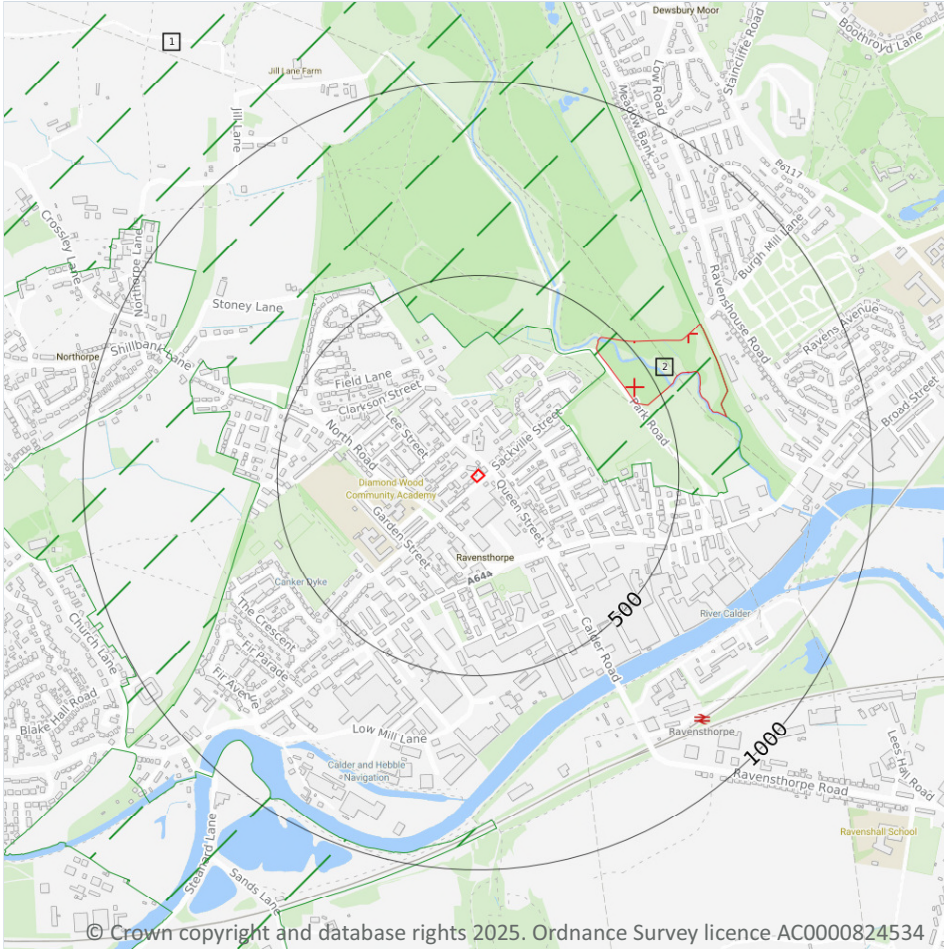 Dewsbury Moor
Boothroyd Lane
Staincliffe Road
1
Jill Lane Farm
Low Road
Meadow Bank
Jill Lane
B6117
Crossley Lane
Northorpe Lane
Burgh Mill Lane
Stoney Lane
Ravenshouse Road
Ravens Avenue
Northorpe
Shillbank Lane
2
Field Lane
Clarkson Street
Lee Street
North Road
Park Road
Broad Street
Sackville Street
Diamond Wood
Community Academy
Queen Street
Garden Street
Ravensthorpe
A644
Canker Dyke
500
River Calder
The Crescent
Fir Parade
Fir Avenue
Church Lane
Calder Road
Blake Hall Road
Low Mill Lane
Ravensthorpe
1000
Lees Hall Road
Calder and Hebble
Navigation
Ravensthorpe Road
Ravenshall School
Steanard Lane
Sands Lane
© Crown copyright and database rights 2025. Ordnance Survey licence AC0000824534